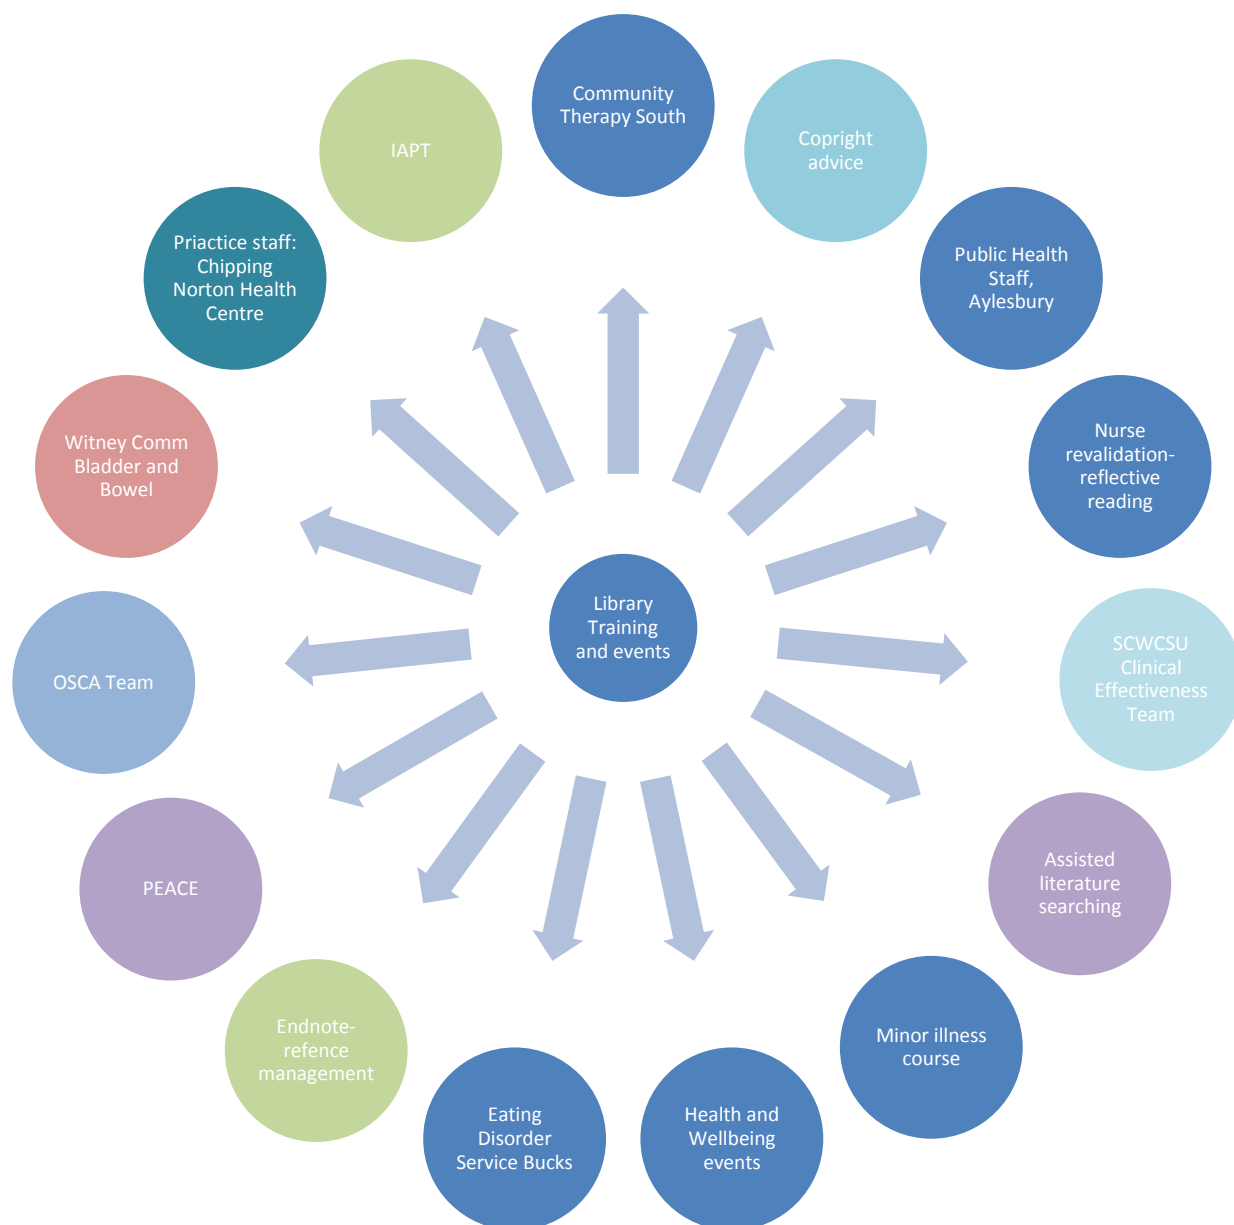 Community
Therapy South
Copright
advice
Public Health
Staff,
Aylesbury
Nurse
revalidation-
reflective
reading
SCWCSU
Clinical
Effectiveness
Team
Assisted
literature
searching
Minor illness
course
Health and
Wellbeing
events
Eating
Disorder
Service Bucks
Endnote-
refence
management
PEACE
OSCA Team
Witney Comm
Bladder and
Bowel
Priactice staff:
Chipping
Norton Health
Centre
IAPT
Library
Training
and events